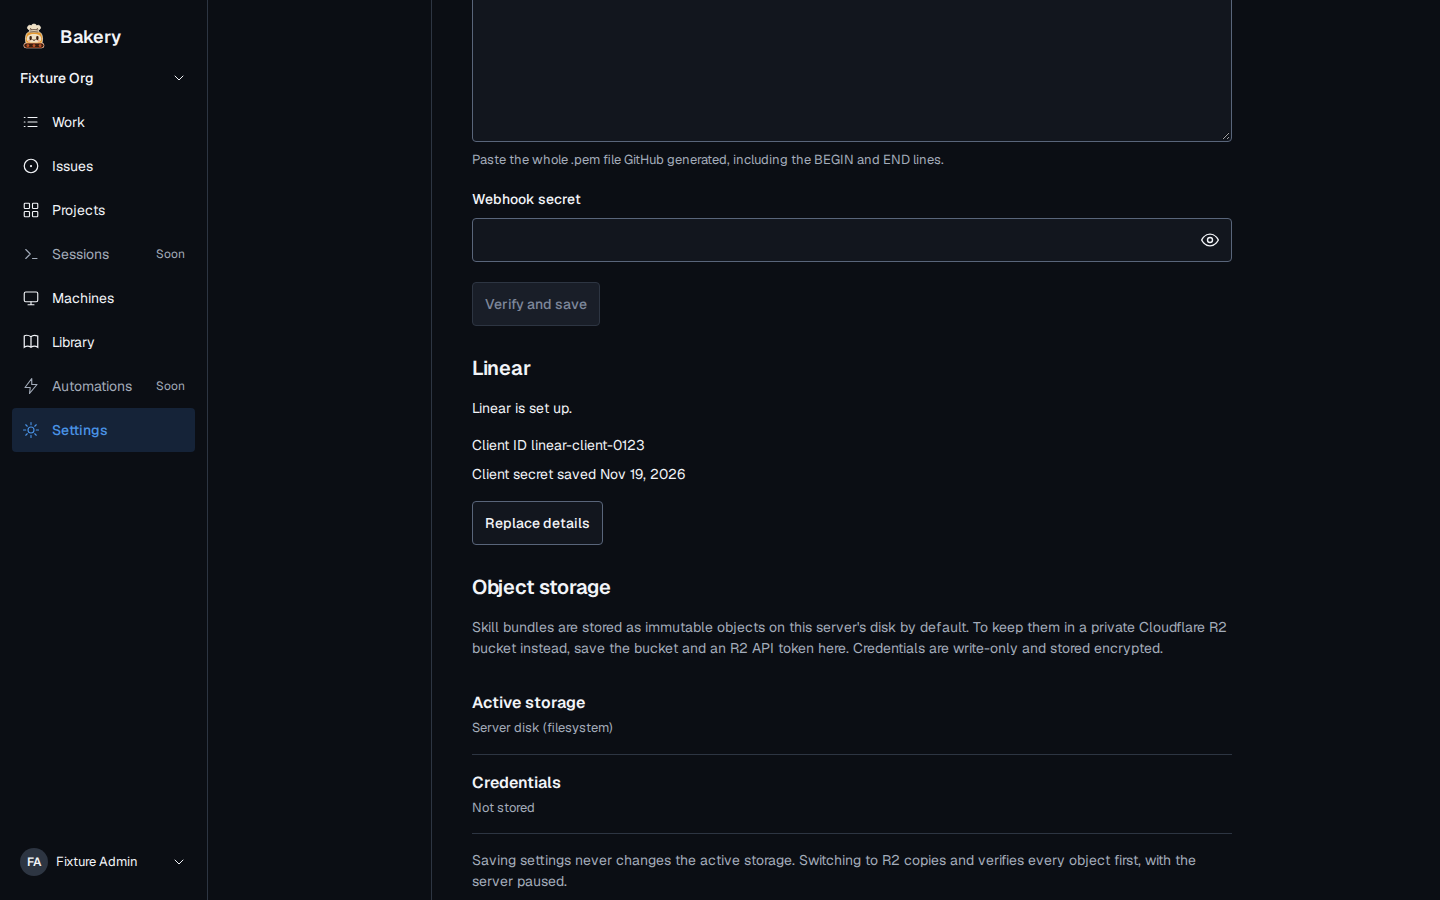 Bakery
Fixture Org
Work
Issues
Projects
Sessions Soon
Machines
Library
Automations Soon
Settings
FA Fixture Admin
Paste the whole .pem file GitHub generated, including the BEGIN and END lines.
Webhook secret
Verify and save
Linear
Linear is set up.
Client ID linear-client-0123
Client secret saved Nov 19, 2026
Replace details
Object storage
Skill bundles are stored as immutable objects on this server's disk by default. To keep them in a private Cloudflare R2
bucket instead, save the bucket and an R2 API token here. Credentials are write-only and stored encrypted.
Active storage
Server disk (filesystem)
Credentials
Not stored
Saving settings never changes the active storage. Switching to R2 copies and verifies every object first, with the
server paused.